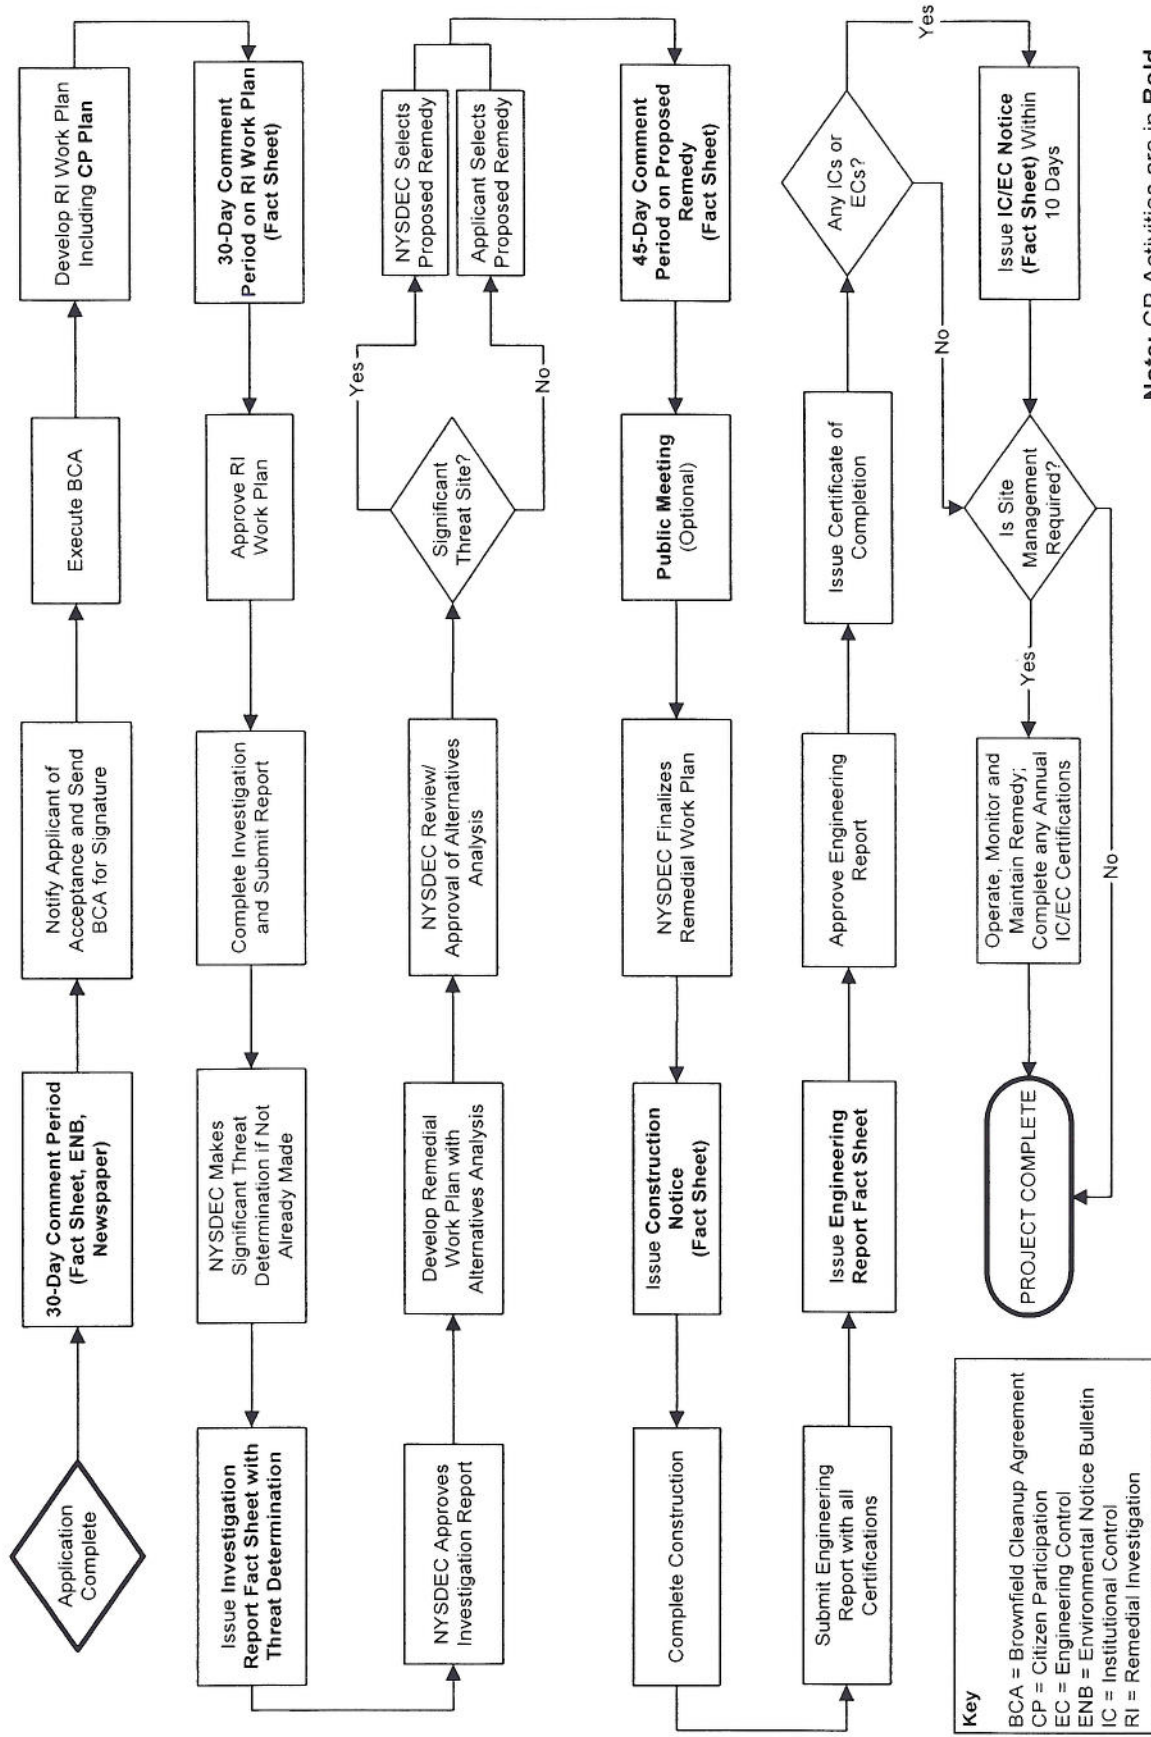 Application
Complete
30-Day Comment Period
(Fact Sheet, ENB,
Newspaper)
Notify Applicant of
Acceptance and Send
BCA for Signature
Execute BCA
Develop RI Work Plan
Including CP Plan
30-Day Comment
Period on RI Work Plan
(Fact Sheet)
Approve RI
Work Plan
Complete Investigation
and Submit Report
NYSDEC Makes
Significant Threat
Determination if Not
Already Made
Issue Investigation
Report Fact Sheet with
Threat Determination
NYSDEC Approves
Investigation Report
Develop Remedial
Work Plan with
Alternatives Analysis
NYSDEC Review/
Approval of Alternatives
Analysis
Significant
Threat Site?
Yes
No
NYSDEC Selects
Proposed Remedy
Applicant Selects
Proposed Remedy
45-Day Comment
Period on Proposed
Remedy
(Fact Sheet)
Public Meeting
(Optional)
NYSDEC Finalizes
Remedial Work Plan
Issue Construction
Notice
(Fact Sheet)
Complete Construction
Submit Engineering
Report with all
Certifications
Issue Engineering
Report Fact Sheet
Approve Engineering
Report
Issue Certificate of
Completion
Any ICs or
ECs?
Yes
No
Issue IC/EC Notice
(Fact Sheet) Within
10 Days
Is Site
Management
Required?
Yes
No
Operate, Monitor and
Maintain Remedy;
Complete any Annual
IC/EC Certifications
PROJECT COMPLETE
Key
BCA = Brownfield Cleanup Agreement
CP = Citizen Participation
EC = Engineering Control
ENB = Environmental Notice Bulletin
IC = Institutional Control
RI = Remedial Investigation
Note: CP Activities are in Bold